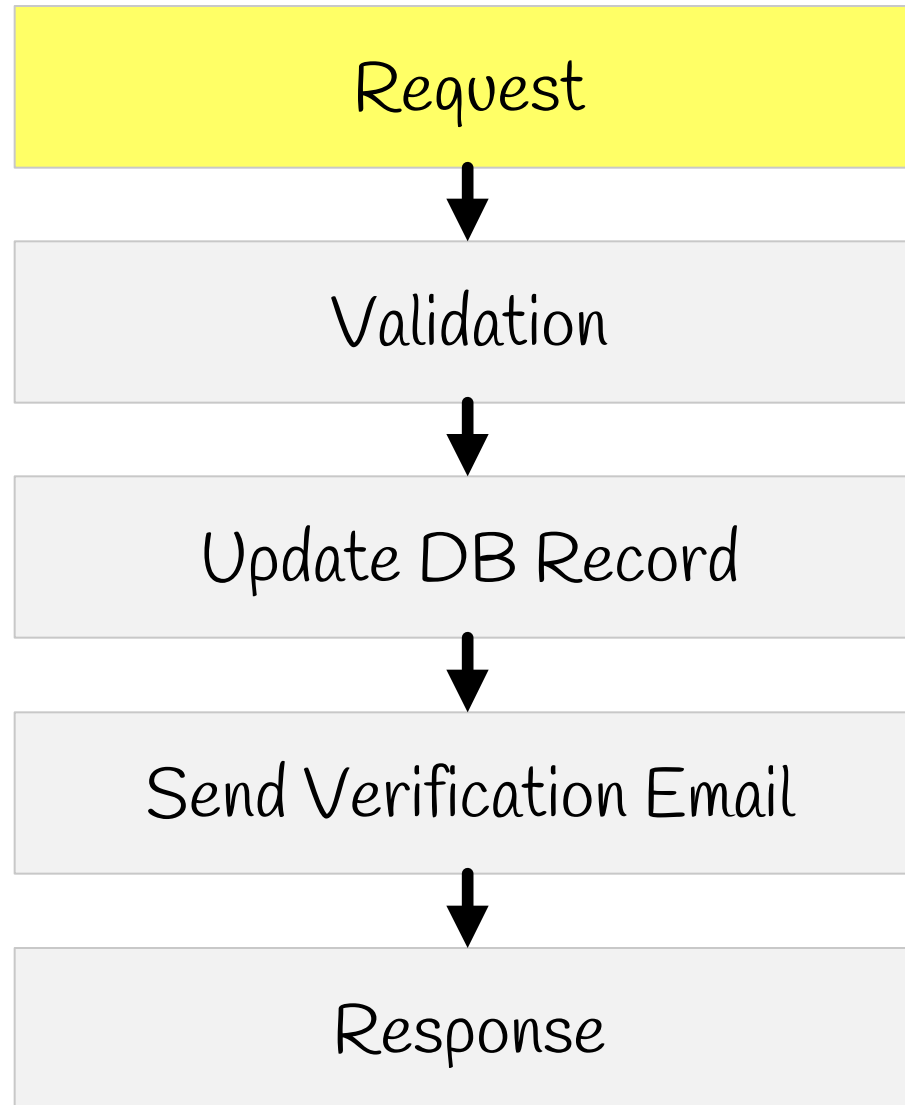 Request
Validation
Update DB Record
Send Verification Email
Response